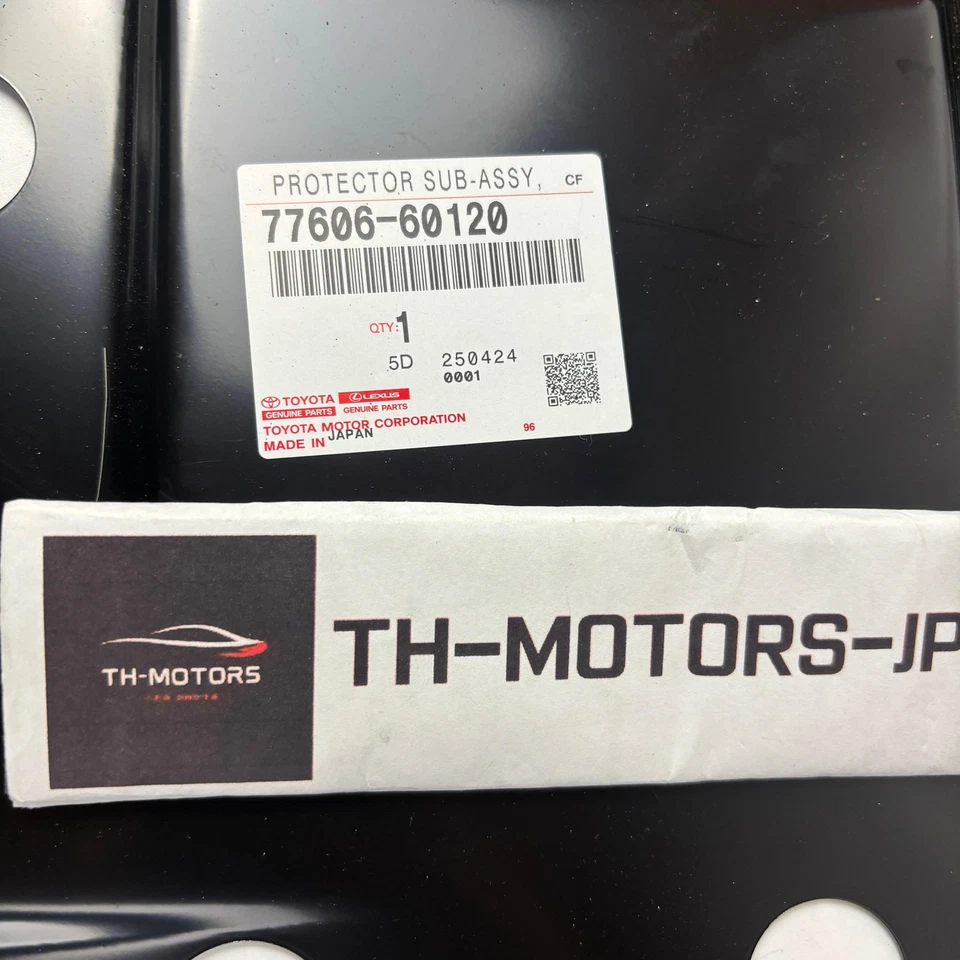 PROTECTOR SUB-ASSY, CF
77606-60120
QTY: 1
5D 250424
0001
TOYOTA LEXUS
GENUINE PARTS GENUINE PARTS
TOYOTA MOTOR CORPORATION
MADE IN JAPAN 96
TH-MOTORS
TH-MOTORS-JP